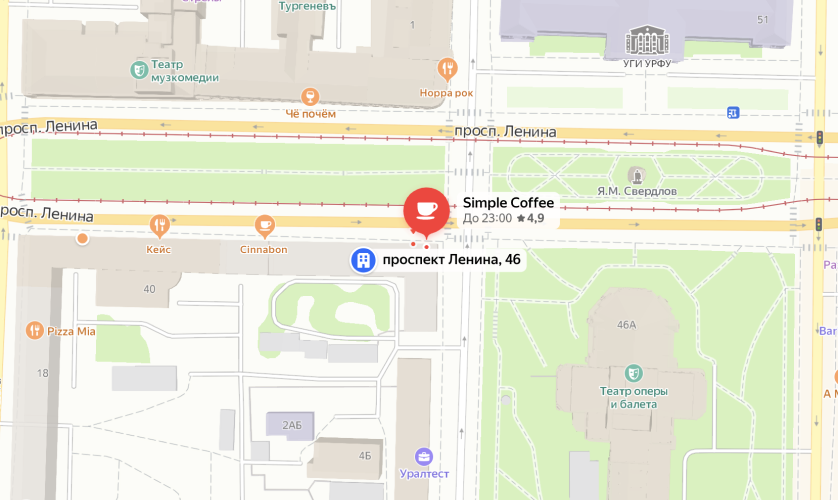 Тургеневъ
1
51
УГИ УРФУ
Театр
музкомедии
Чё почём
Норра рок
просп. Ленина
просп. Ленина
Я.М. Свердлов
просп. Ленина
Simple Coffee
До 23:00 ★4,9
Кейс
Cinnabon
проспект Ленина, 46
40
46А
Pizza Mia
18
Театр оперы
и балета
2АБ
4Б
Уралтест